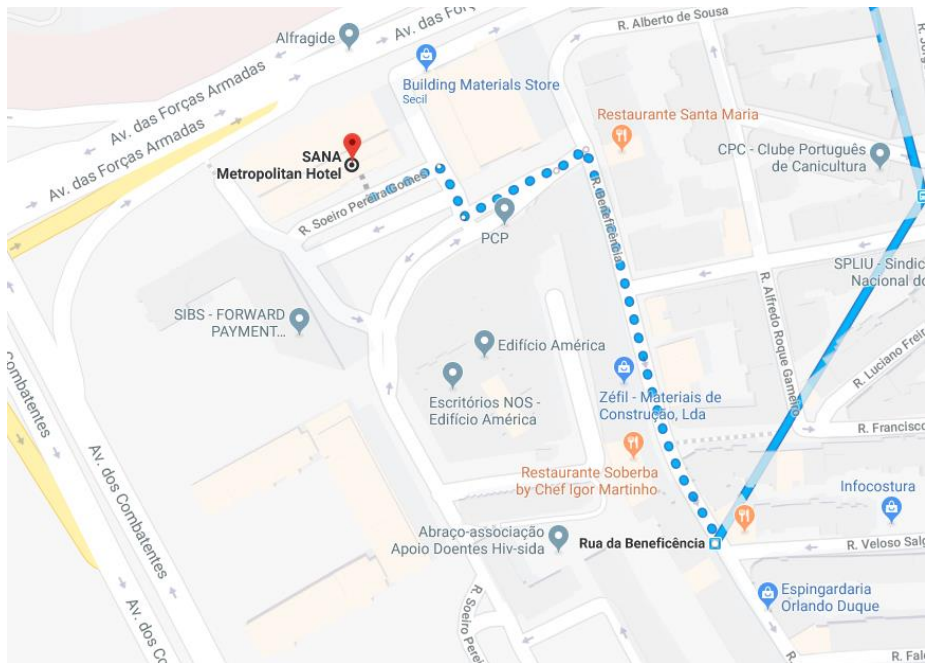 Av. das Forças Armadas
R. Alberto de Sousa
Alfragide
Av. das Forças Armadas
Building Materials Store
Secil
Restaurante Santa Maria
Av. das Forças Armadas
SANA
Metropolitan Hotel
CPC - Clube Português
de Canicultura
R. Soeiro Pereira Gomes
R. Beneficência
PCP
SPLIU - Sindic
Nacional do
SIBS - FORWARD
PAYMENT...
Edifício América
R. Alfredo Roque Gameiro
R. Luciano Frei
Combatentes
Zéfil - Materiais de
Construção, Lda
Escritórios NOS -
Edifício América
R. Francisco
Av. dos Combatentes
Restaurante Soberba
by Chef Igor Martinho
Infocostura
Abraço-associação
Apoio Doentes Hiv-sida
Rua da Beneficência
R. Veloso Salg
R. Soeiro Perei
Espingardaria
Orlando Duque
Av. dos Co
R. Falc